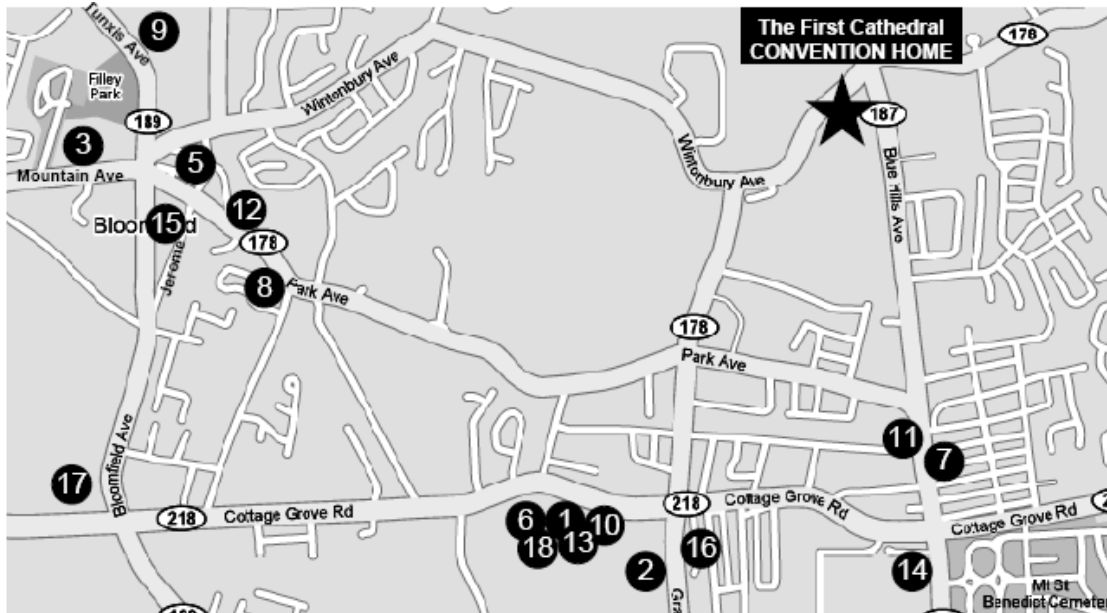 The First Cathedral
CONVENTION HOME
178
9
Tunxis Ave
Filley
Park
189
Wintonbury Ave
187
3
5
Mountain Ave
Wintonbury Ave
Blue Hills Ave
12
15
178
Jerome
8
Park Ave
178
Park Ave
11
7
17
Bloomfield Ave
218
Cottage Grove Rd
218
Cottage Grove Rd
Cottage Grove Rd
6
1
10
18
13
16
2
14
Gra
Mt St
Benedict Cemeter